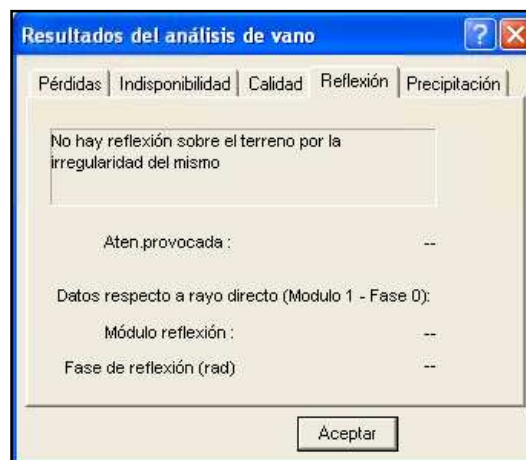 Resultados del análisis de vano
Pérdidas Indisponibilidad Calidad Reflexión Precipitación
No hay reflexión sobre el terreno por la
irregularidad del mismo
Aten.provocada : --
Datos respecto a rayo directo (Modulo 1 - Fase 0):
Módulo reflexión : --
Fase de reflexión (rad) --
Aceptar